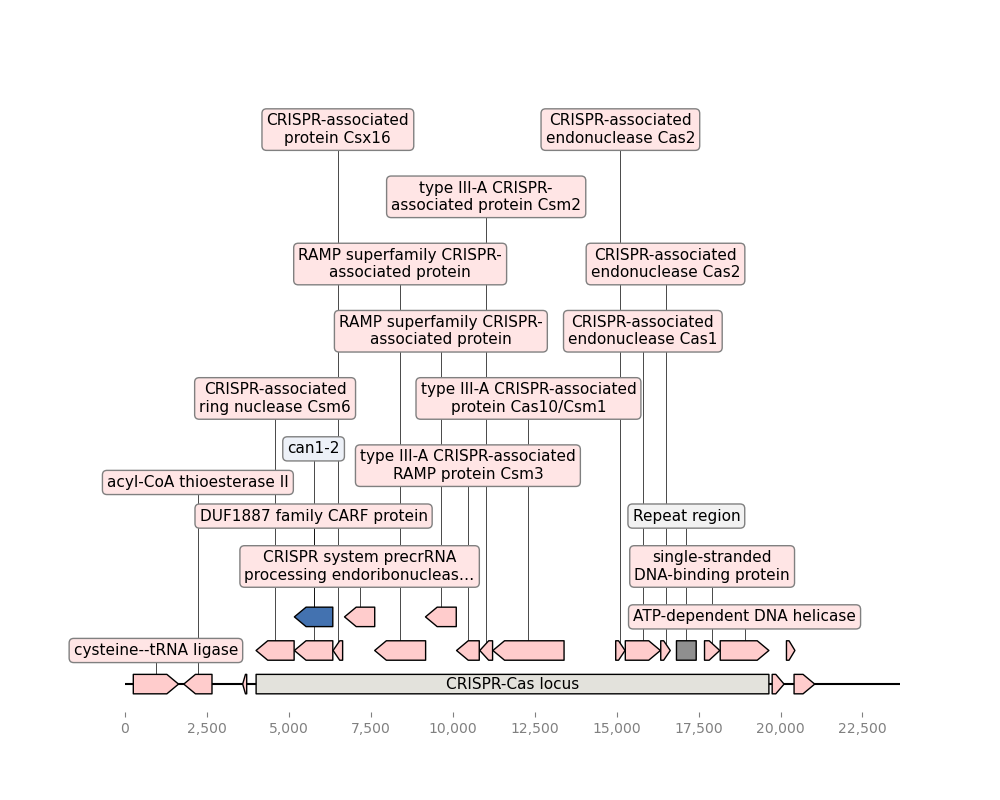 CRISPR-associated
protein Csx16
CRISPR-associated
endonuclease Cas2
type III-A CRISPR-
associated protein Csm2
RAMP superfamily CRISPR-
associated protein
CRISPR-associated
endonuclease Cas2
RAMP superfamily CRISPR-
associated protein
CRISPR-associated
endonuclease Cas1
CRISPR-associated
ring nuclease Csm6
type III-A CRISPR-associated
protein Cas10/Csm1
can1-2
type III-A CRISPR-associated
RAMP protein Csm3
acyl-CoA thioesterase II
DUF1887 family CARF protein
Repeat region
CRISPR system precrRNA
processing endoribonucleas...
single-stranded
DNA-binding protein
ATP-dependent DNA helicase
cysteine--tRNA ligase
CRISPR-Cas locus
0
2,500
5,000
7,500
10,000
12,500
15,000
17,500
20,000
22,500